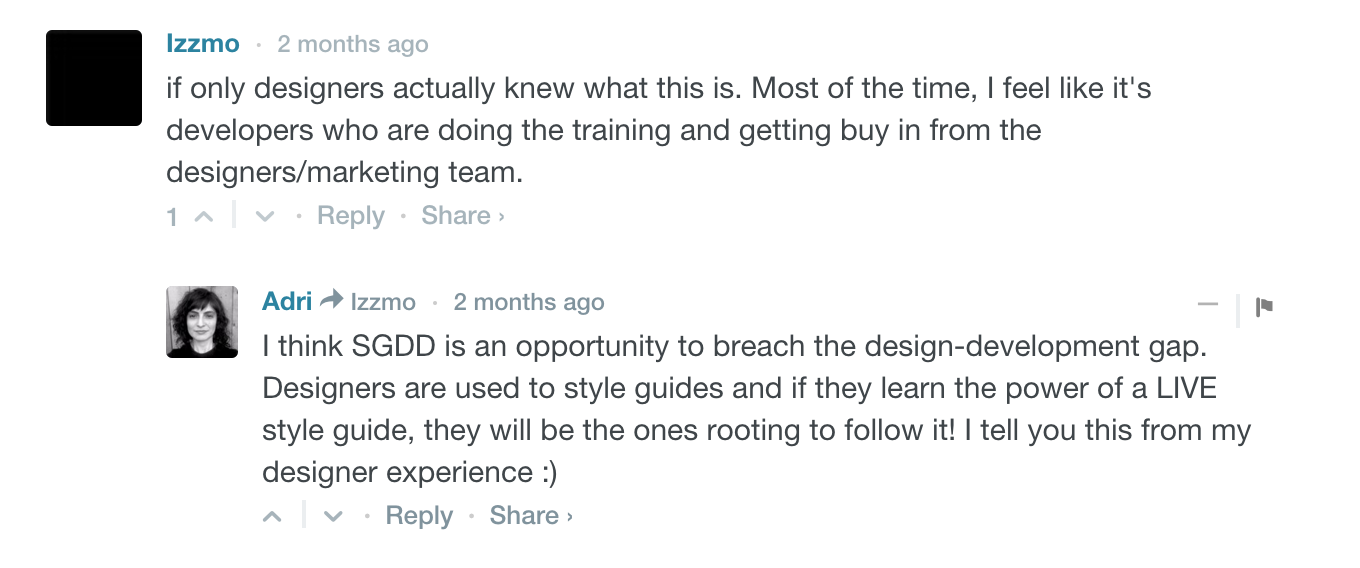 Izzmo · 2 months ago
if only designers actually knew what this is. Most of the time, I feel like it's
developers who are doing the training and getting buy in from the
designers/marketing team.
1 · Reply · Share ›
Adri Izzmo · 2 months ago
I think SGDD is an opportunity to breach the design-development gap.
Designers are used to style guides and if they learn the power of a LIVE
style guide, they will be the ones rooting to follow it! I tell you this from my
designer experience :)
· Reply · Share ›